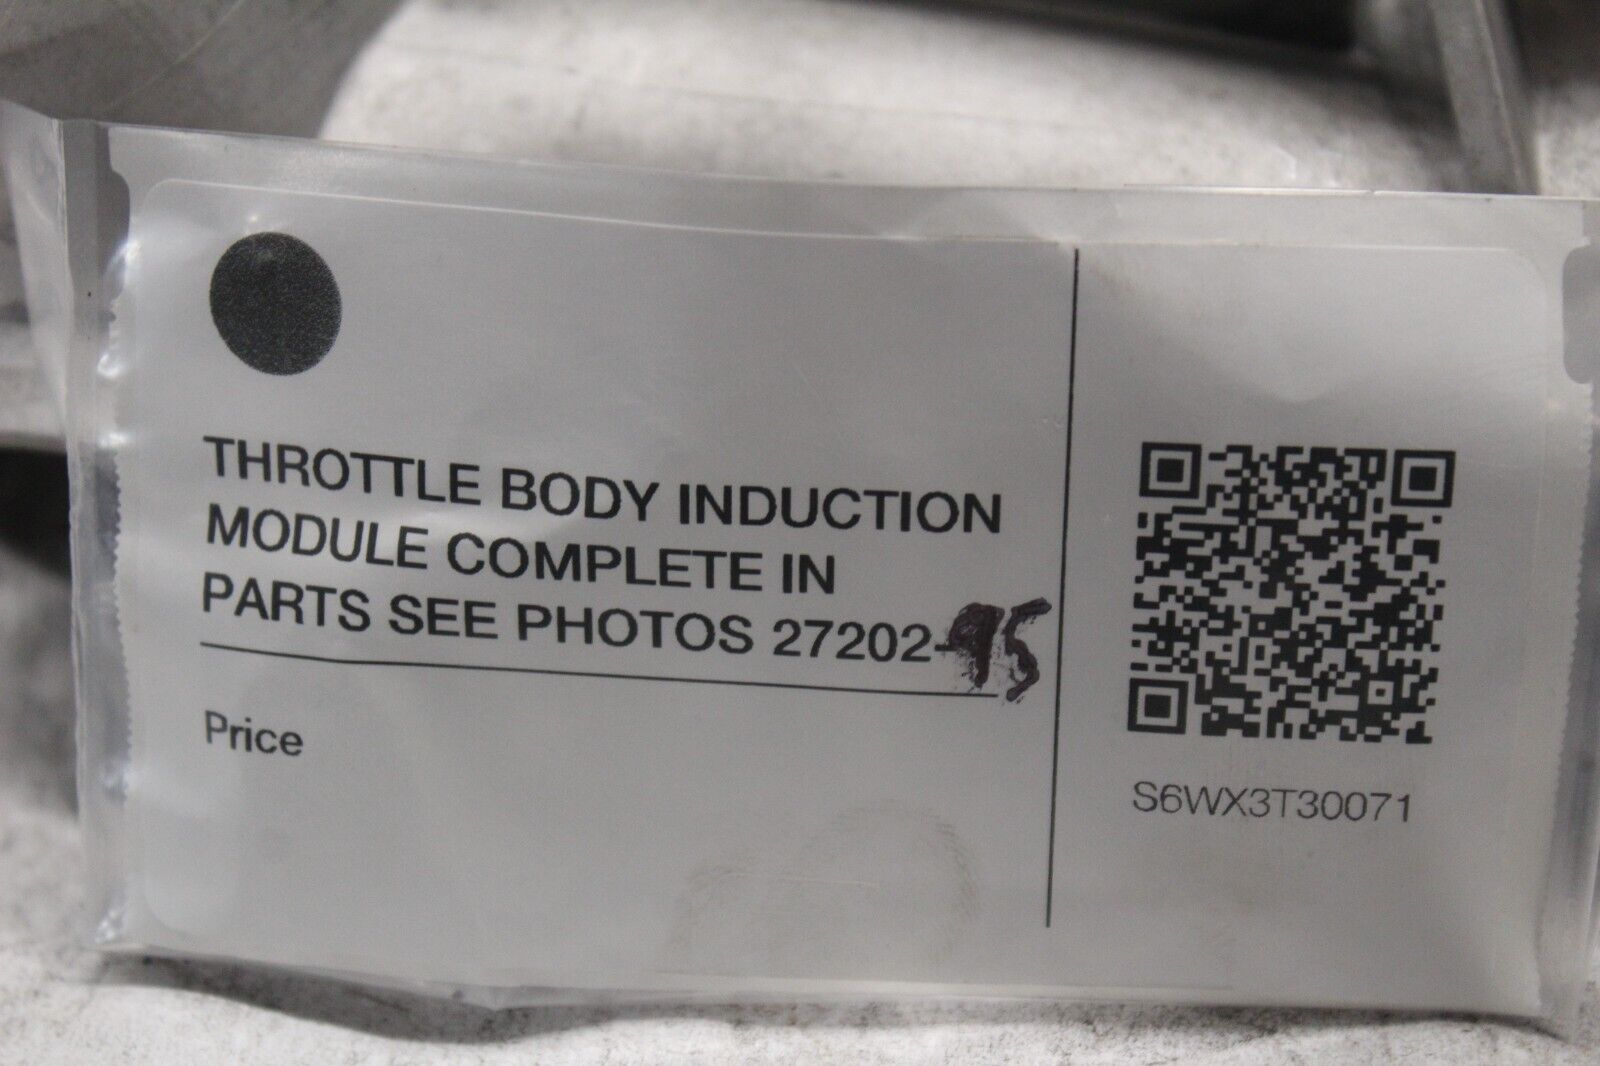 THROTTLE BODY INDUCTION
MODULE COMPLETE IN
PARTS SEE PHOTOS 27202-95
Price
S6WX3T30071